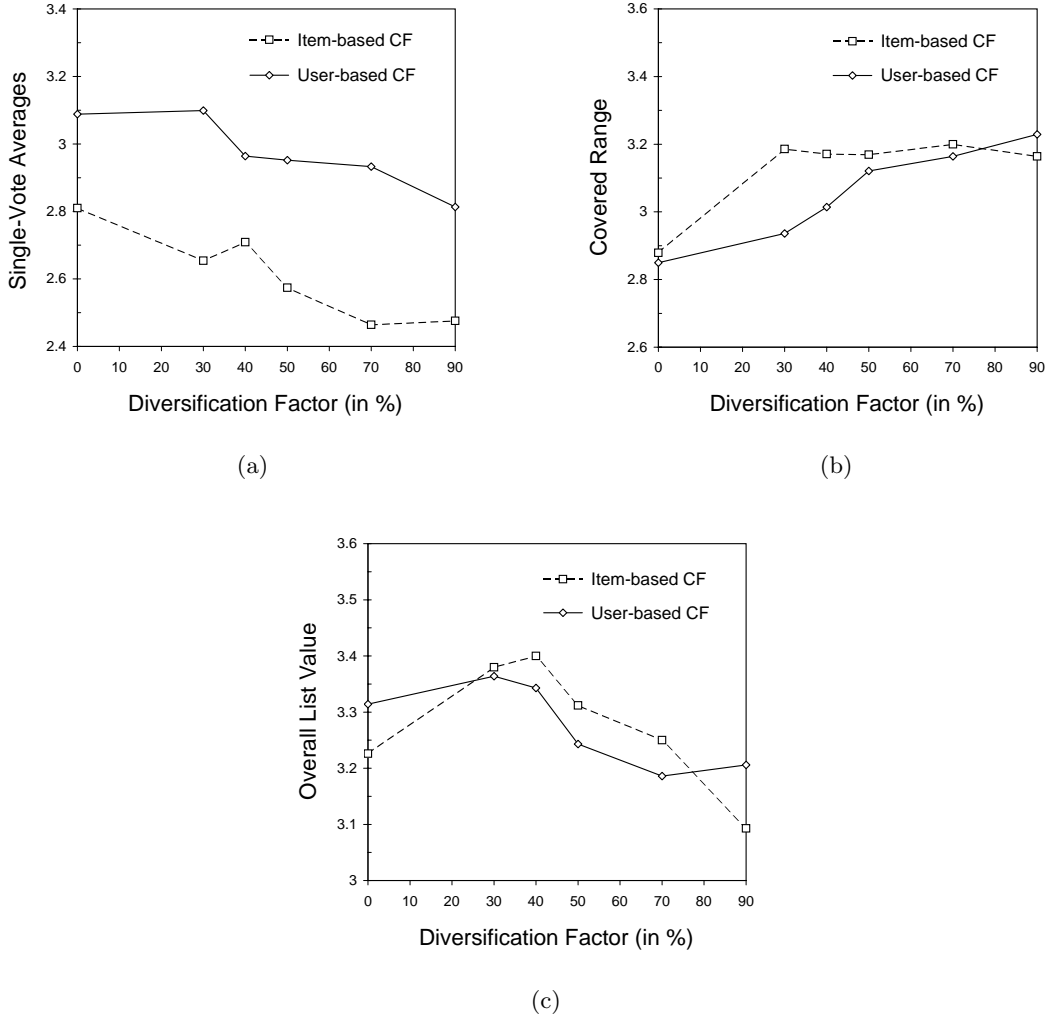 3.4
3.2
3
2.8
2.6
2.4
Single-Vote Averages
Item-based CF
User-based CF
0 10 20 30 40 50 60 70 80 90
Diversification Factor (in %)
(a)
3.6
3.4
3.2
3
2.8
2.6
Covered Range
Item-based CF
User-based CF
0 10 20 30 40 50 60 70 80 90
Diversification Factor (in %)
(b)
3.6
3.5
3.4
3.3
3.2
3.1
3
Overall List Value
Item-based CF
User-based CF
0 10 20 30 40 50 60 70 80 90
Diversification Factor (in %)
(c)